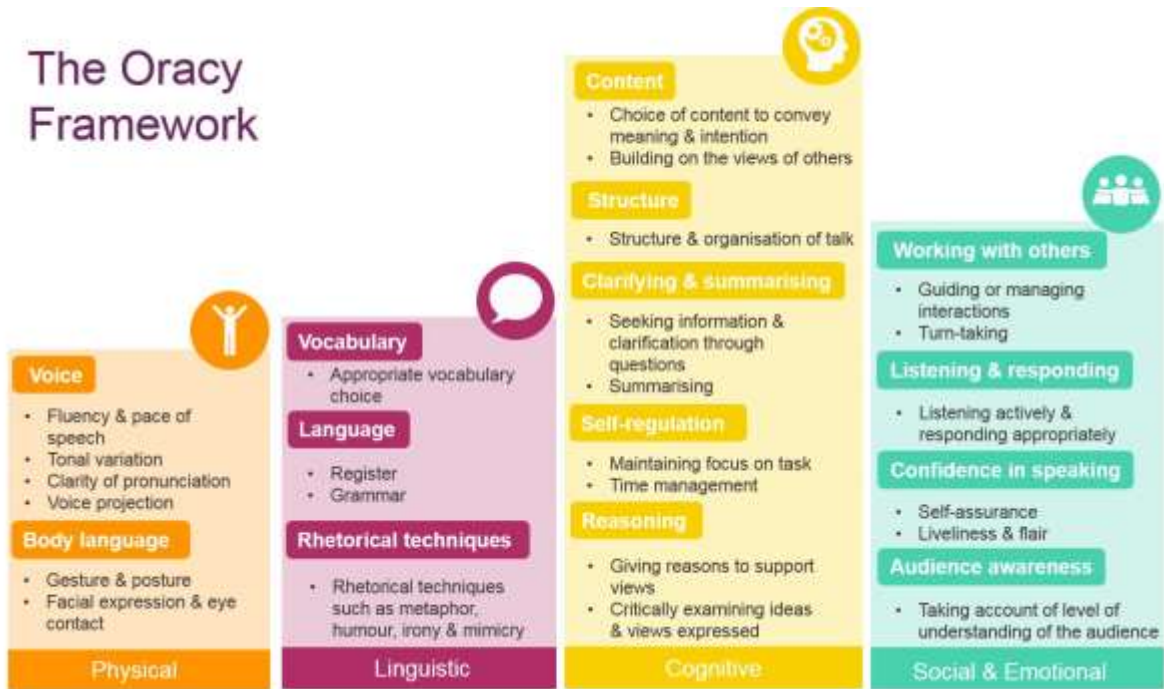 The Oracy
Framework
Voice
• Fluency & pace of
speech
• Tonal variation
• Clarity of pronunciation
• Voice projection
Body language
• Gesture & posture
• Facial expression & eye
contact
Physical
Vocabulary
• Appropriate vocabulary
choice
Language
• Register
• Grammar
Rhetorical techniques
• Rhetorical techniques
such as metaphor,
humour, irony & mimicry
Linguistic
Content
• Choice of content to convey
meaning & intention
• Building on the views of others
Structure
• Structure & organisation of talk
Clarifying & summarising
• Seeking information &
clarification through
questions
• Summarising
Self-regulation
• Maintaining focus on task
• Time management
Reasoning
• Giving reasons to support
views
• Critically examining ideas
& views expressed
Cognitive
Working with others
• Guiding or managing
interactions
• Turn-taking
Listening & responding
• Listening actively &
responding appropriately
Confidence in speaking
• Self-assurance
• Liveliness & flair
Audience awareness
• Taking account of level of
understanding of the audience
Social & Emotional